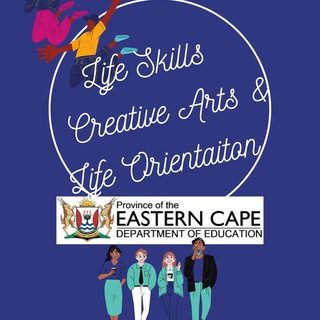 Life Skills
Creative Arts &
Life Orientaiton
Province of the
EASTERN CAPE
DEPARTMENT OF EDUCATION